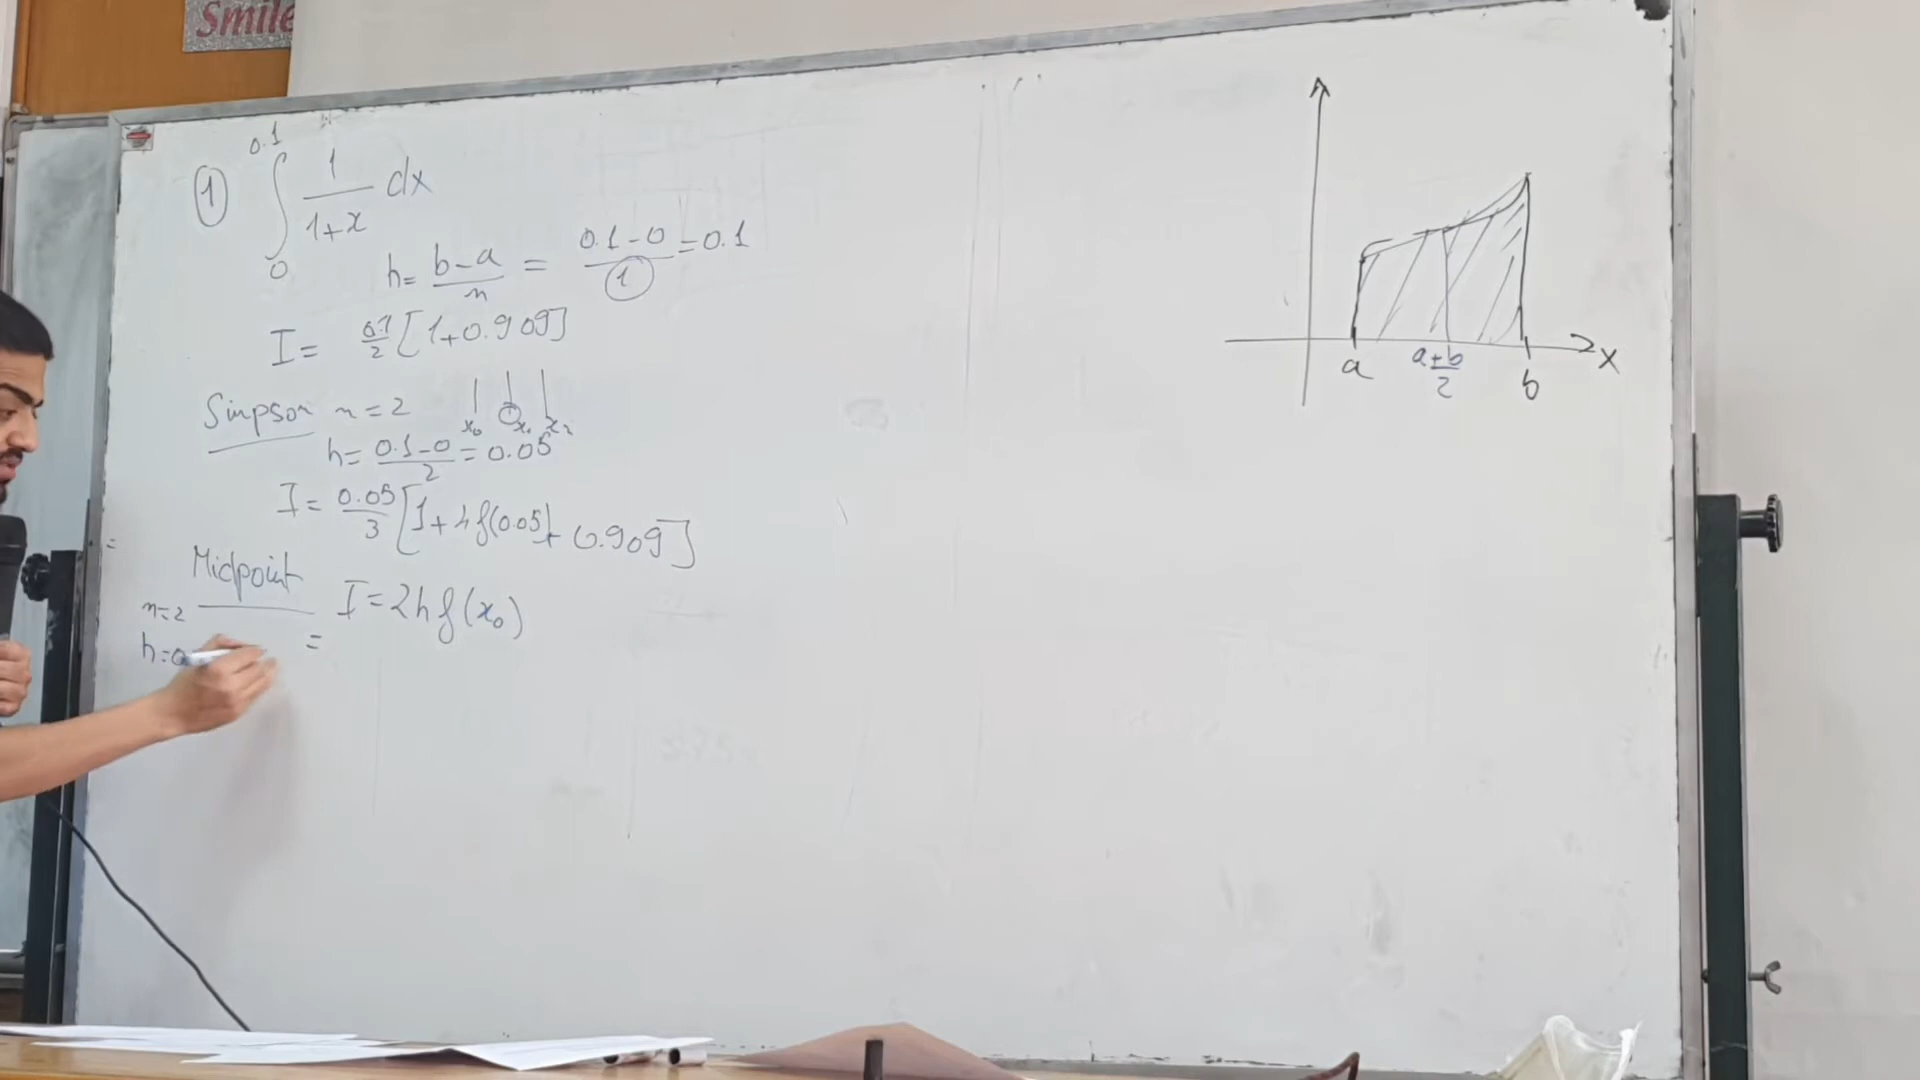 Smile
① ∫₀^0.1 1/(1+x) dx
h = (b-a)/n = (0.1-0)/1 = 0.1
I = 0.1/2 [1+0.909]
Simpson n=2
x₀ x₁ x₂
h = (0.1-0)/2 = 0.05
I = 0.05/3 [1+4f(0.05)+0.909]
Midpoint
n=2
I = 2hf(x₀)
h=0
=
a
(a+b)/2
b
x